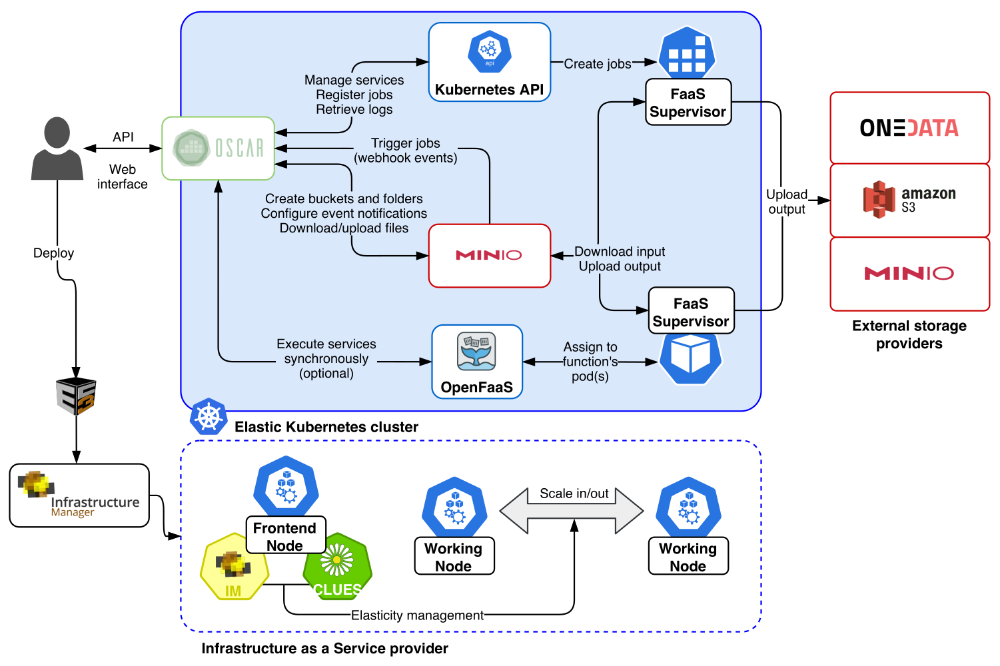 api
Kubernetes API
Create jobs
FaaS
Supervisor
Manage services
Register jobs
Retrieve logs
API
Web
interface
OSCAR
Trigger jobs
(webhook events)
Create buckets and folders
Configure event notifications
Download/upload files
MINIO
Download input
Upload output
Upload
output
ONEDATA
amazon
S3
MINIO
External storage
providers
Deploy
FaaS
Supervisor
Execute services
synchronously
(optional)
OpenFaaS
Assign to
function's
pod(s)
EC3
Elastic Kubernetes cluster
Infrastructure
Manager
Frontend
Node
IM
CLUES
Working
Node
Scale in/out
Working
Node
Elasticity management
Infrastructure as a Service provider